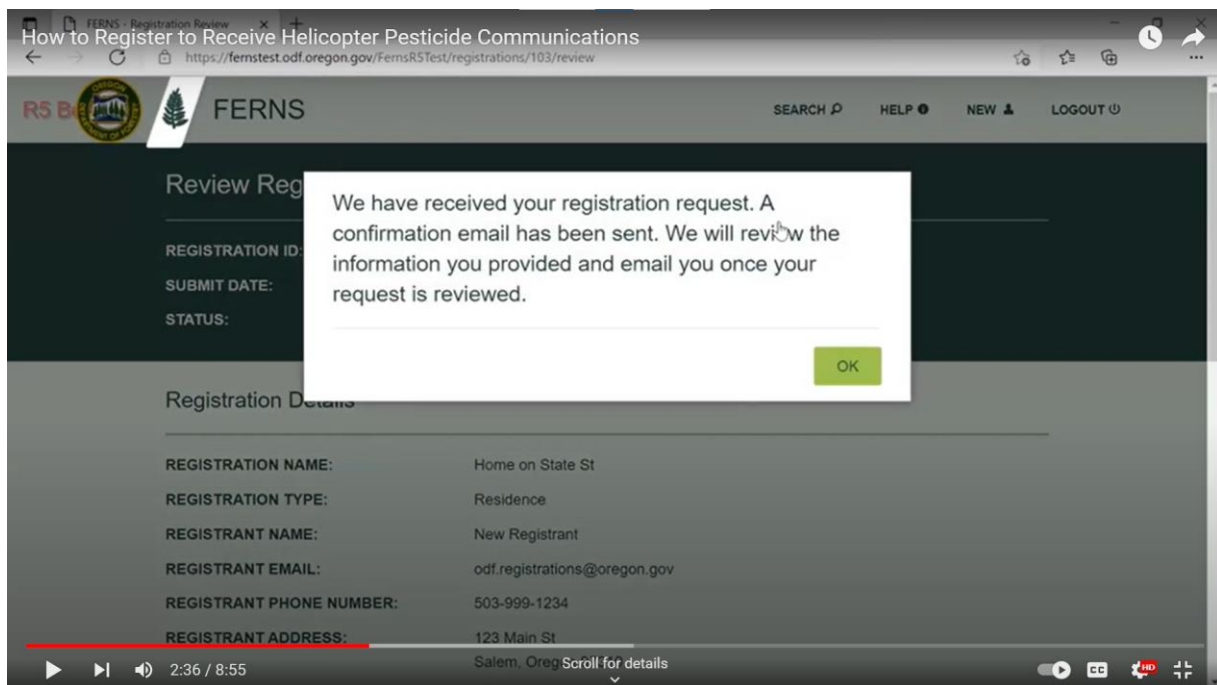 FERNS - Registration Review
How to Register to Receive Helicopter Pesticide Communications
https://fernstest.odf.oregon.gov/FernsR5Test/registrations/103/review
R5 B
FERNS
SEARCH
HELP
NEW
LOGOUT
Review Reg
We have received your registration request. A
confirmation email has been sent. We will review the
information you provided and email you once your
request is reviewed.
REGISTRATION ID:
SUBMIT DATE:
STATUS:
OK
Registration Details
REGISTRATION NAME: Home on State St
REGISTRATION TYPE: Residence
REGISTRANT NAME: New Registrant
REGISTRANT EMAIL: odf.registrations@oregon.gov
REGISTRANT PHONE NUMBER: 503-999-1234
REGISTRANT ADDRESS: 123 Main St
Salem,
Scroll for details
2:36 / 8:55
CC
HD